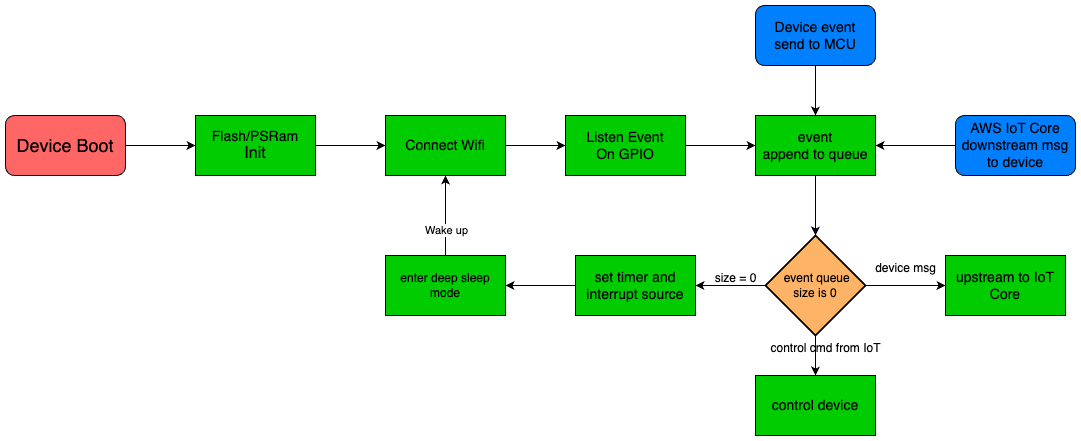 Device event
send to MCU
Device Boot
Flash/PSRam
Init
Connect Wifi
Listen Event
On GPIO
event
append to queue
AWS IoT Core
downstream msg
to device
Wake up
enter deep sleep
mode
set timer and
interrupt source
size = 0
event queue
size is 0
device msg
upstream to IoT
Core
control cmd from IoT
control device